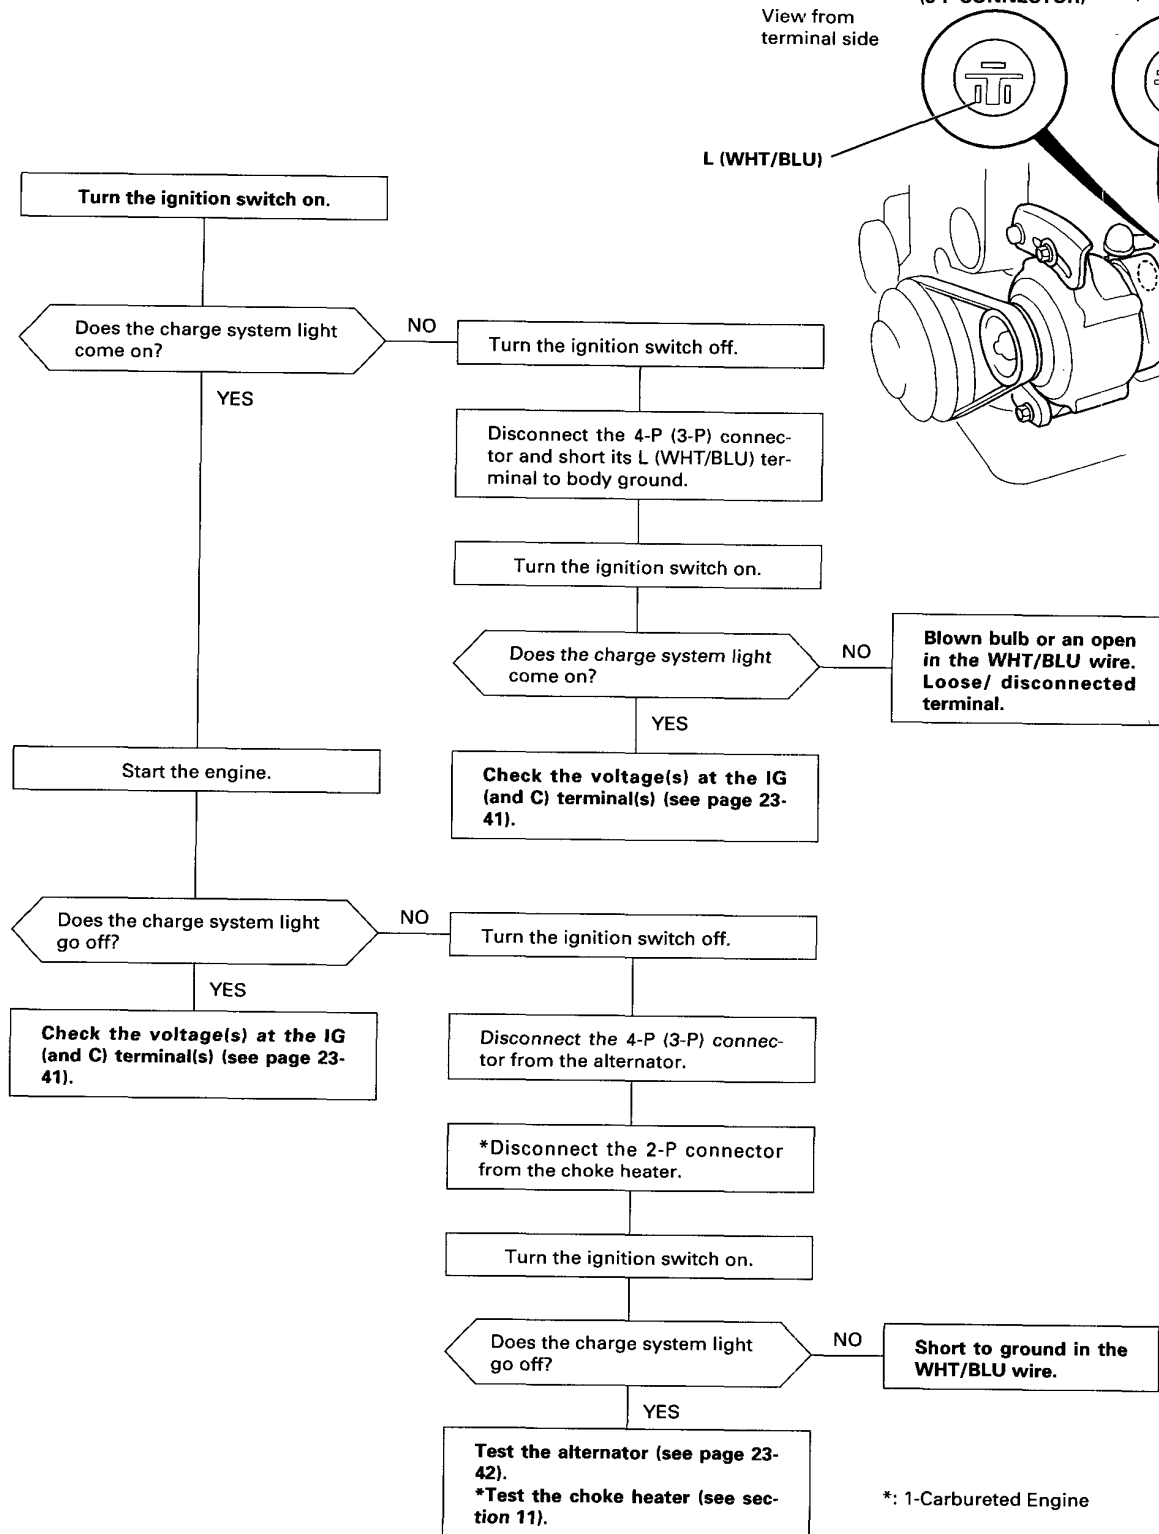 (3-P CONNECTOR)
View from
terminal side
L (WHT/BLU)
Turn the ignition switch on.
Does the charge system light
come on?
NO
Turn the ignition switch off.
YES
Disconnect the 4-P (3-P) connec-
tor and short its L (WHT/BLU) ter-
minal to body ground.
Turn the ignition switch on.
Does the charge system light
come on?
NO
Blown bulb or an open
in the WHT/BLU wire.
Loose/ disconnected
terminal.
YES
Start the engine.
Check the voltage(s) at the IG
(and C) terminal(s) (see page 23-
41).
Does the charge system light
go off?
NO
Turn the ignition switch off.
YES
Check the voltage(s) at the IG
(and C) terminal(s) (see page 23-
41).
Disconnect the 4-P (3-P) connec-
tor from the alternator.
*Disconnect the 2-P connector
from the choke heater.
Turn the ignition switch on.
Does the charge system light
go off?
NO
Short to ground in the
WHT/BLU wire.
YES
Test the alternator (see page 23-
42).
*Test the choke heater (see sec-
tion 11).
*: 1-Carbureted Engine